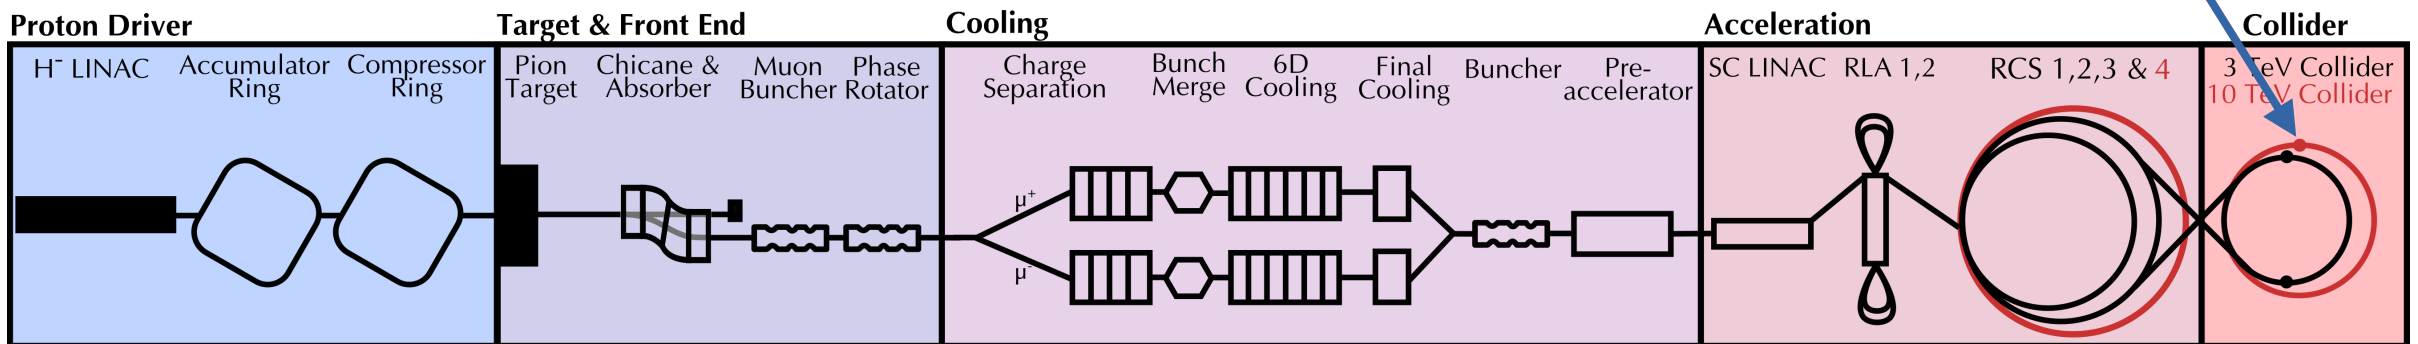 Proton Driver
Target & Front End
Cooling
Acceleration
Collider
H⁻ LINAC
Accumulator
Ring
Compressor
Ring
Pion
Target
Chicane &
Absorber
Muon
Buncher
Phase
Rotator
Charge
Separation
Bunch
Merge
6D
Cooling
Final
Cooling
Buncher
Pre-
accelerator
SC LINAC
RLA 1,2
RCS 1,2,3 & 4
3 TeV Collider
10 TeV Collider
μ⁺
μ⁻